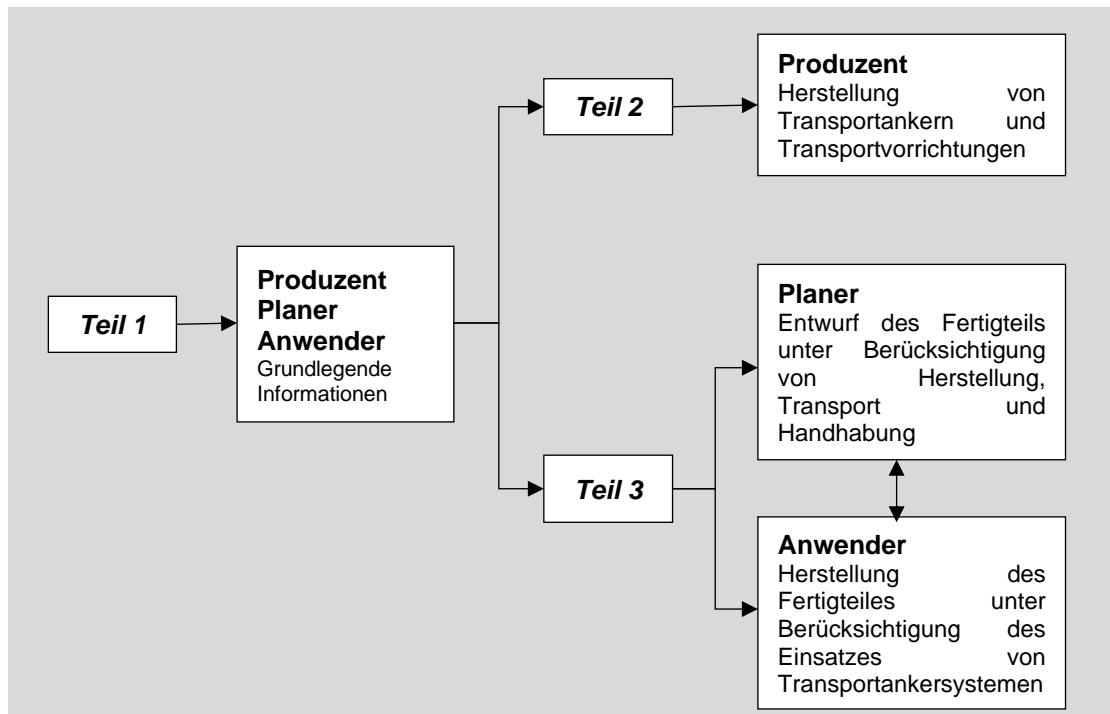 Teil 1
Produzent
Planer
Anwender
Grundlegende
Informationen
Teil 2
Produzent
Herstellung von
Transportankern und
Transportvorrichtungen
Teil 3
Planer
Entwurf des Fertigteils
unter Berücksichtigung
von Herstellung,
Transport und
Handhabung
Anwender
Herstellung des
Fertigteiles unter
Berücksichtigung des
Einsatzes von
Transportankersystemen